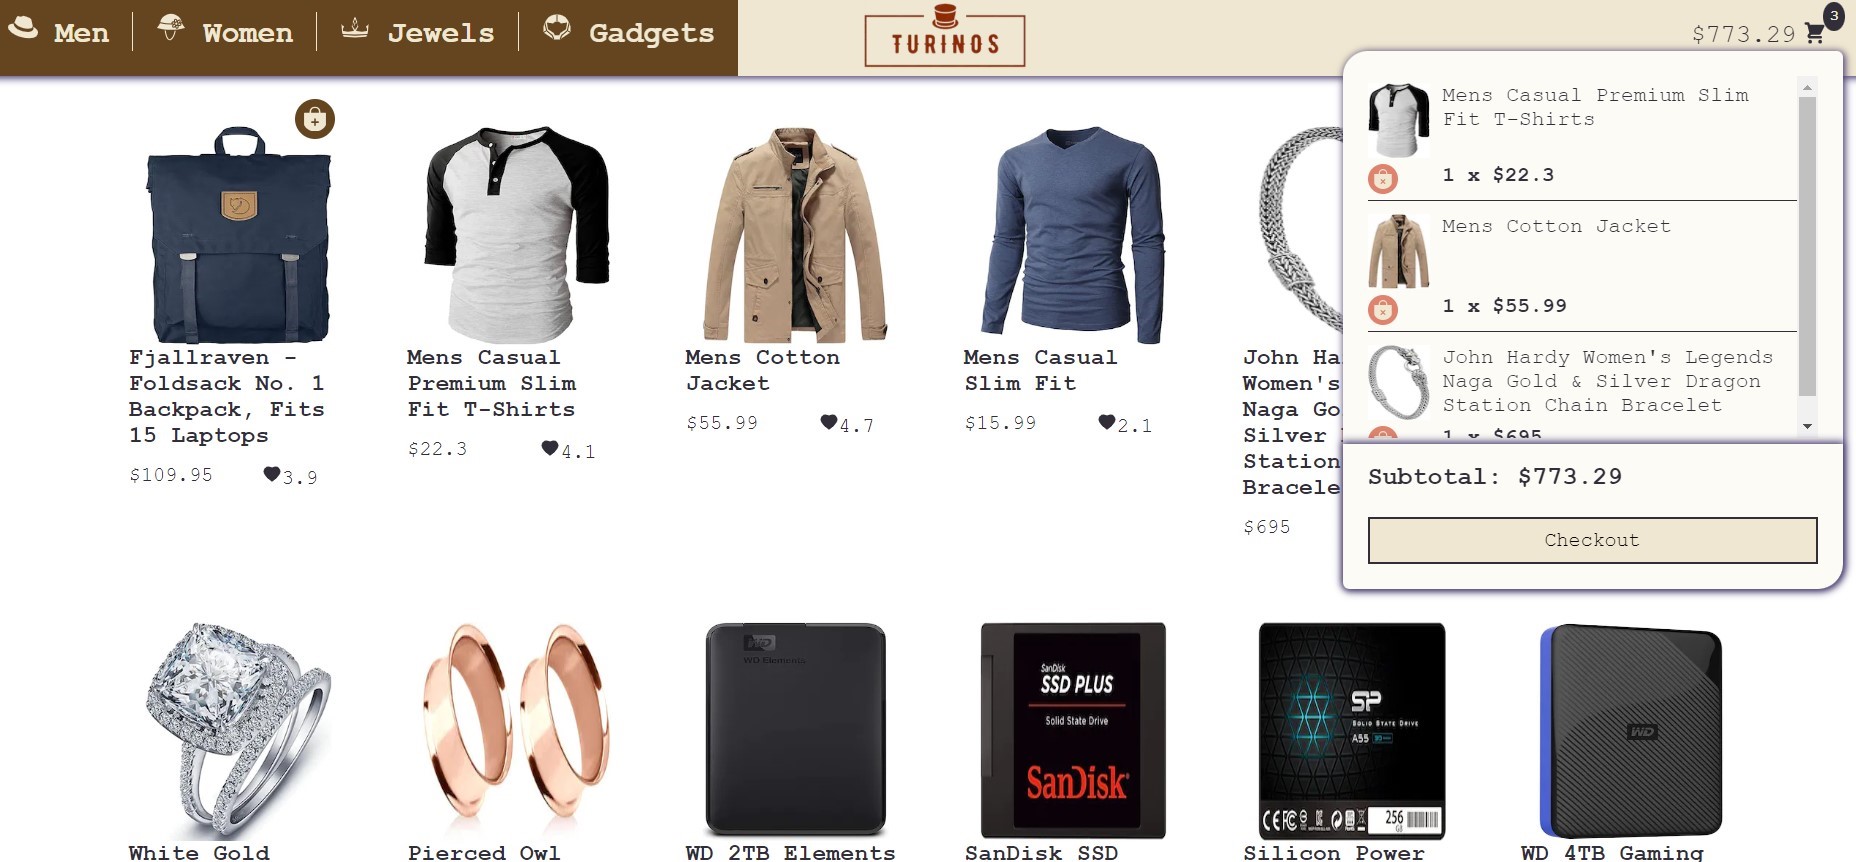 Men
Women
Jewels
Gadgets
TURINOS
$773.29
3
Mens Casual Premium Slim
Fit T-Shirts
1 x $22.3
Mens Cotton Jacket
1 x $55.99
John Hardy Women's Legends
Naga Gold & Silver Dragon
Station Chain Bracelet
1 x $695
Subtotal: $773.29
Checkout
Fjallraven -
Foldsack No. 1
Backpack, Fits
15 Laptops
$109.95
3.9
Mens Casual
Premium Slim
Fit T-Shirts
$22.3
4.1
Mens Cotton
Jacket
$55.99
4.7
Mens Casual
Slim Fit
$15.99
2.1
John Ha
Women's
Naga Go
Silver
Station
Bracele
$695
White Gold
Pierced Owl
WD
WD Elements
WD 2TB Elements
SanDisk
SSD PLUS
Solid State Drive
SanDisk
SanDisk SSD
SP
SOLID STATE DRIVE
A55
256
GB
Silicon Power
WD
WD 4TB Gaming